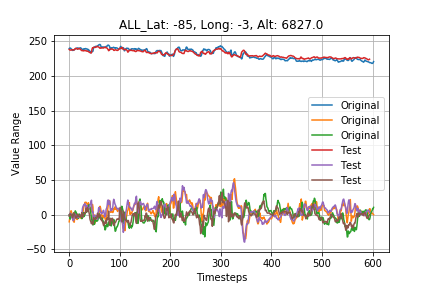 ALL_Lat: -85, Long: -3, Alt: 6827.0
250
200
150
100
50
0
−50
Value Range
Original
Original
Original
Test
Test
Test
0
100
200
300
400
500
600
Timesteps